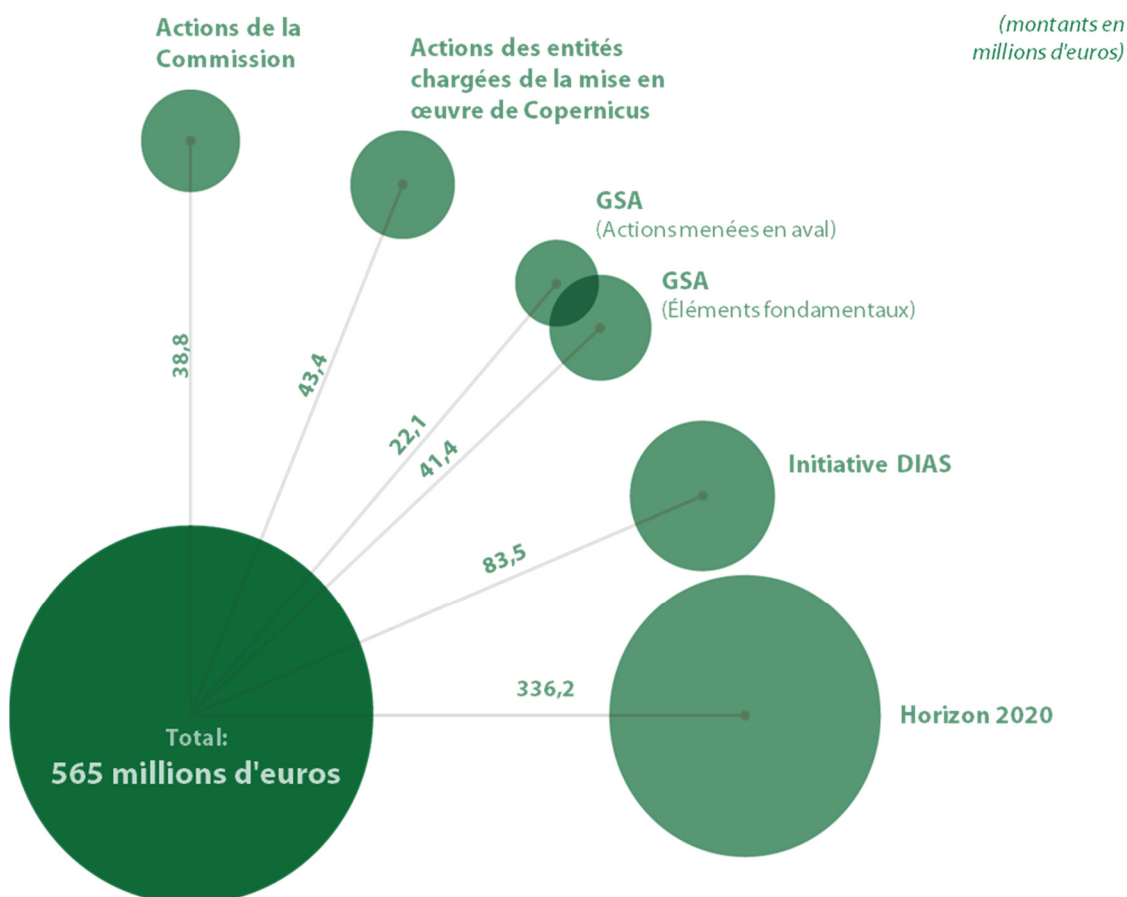 Actions de la
Commission
Actions des entités
chargées de la mise en
œuvre de Copernicus
(montants en
millions d'euros)
GSA
(Actions menées en aval)
GSA
(Éléments fondamentaux)
38,8
43,4
22,1
41,4
Initiative DIAS
83,5
336,2
Horizon 2020
Total:
565 millions d'euros